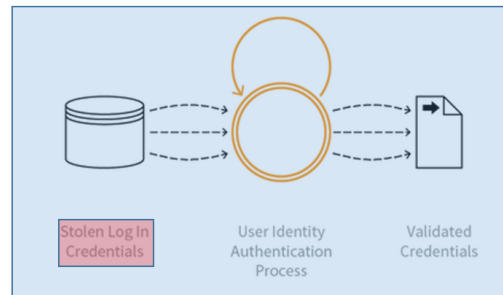 Stolen Log In
Credentials
User Identity
Authentication
Process
Validated
Credentials